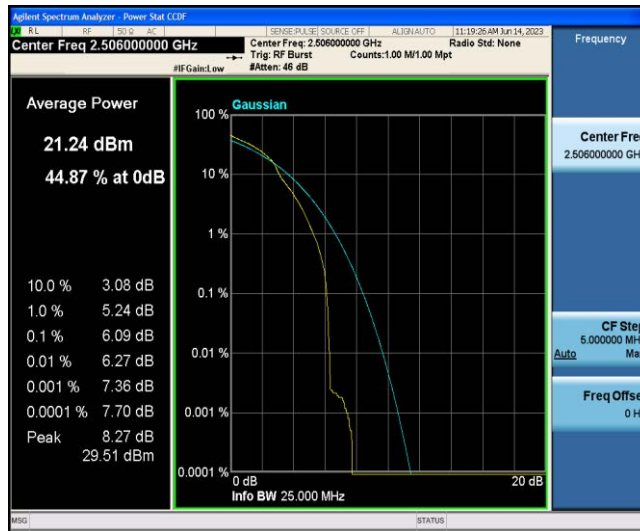 Agilent Spectrum Analyzer - Power Stat CCDF
RL RF 50 Ω AC SENSE:PULSE SOURCE OFF ALIGN AUTO 11:19:26 AM Jun 14, 2023
Center Freq 2.506000000 GHz
Center Freq: 2.506000000 GHz Radio Std: None
Trig: RF Burst Counts:1.00 M/1.00 Mpt
#IFGain:Low #Atten: 46 dB
Frequency
Average Power
21.24 dBm
44.87 % at 0dB
10.0 % 3.08 dB
1.0 % 5.24 dB
0.1 % 6.09 dB
0.01 % 6.27 dB
0.001 % 7.36 dB
0.0001 % 7.70 dB
Peak 8.27 dB
29.51 dBm
Gaussian
100 %
10 %
1 %
0.1 %
0.01 %
0.001 %
0.0001 %
0 dB 20 dB
Info BW 25.000 MHz
Center Fre
2.506000000 GH
CF Step
5.000000 MH
Auto Ma
Freq Offse
0 H
MSG STATUS